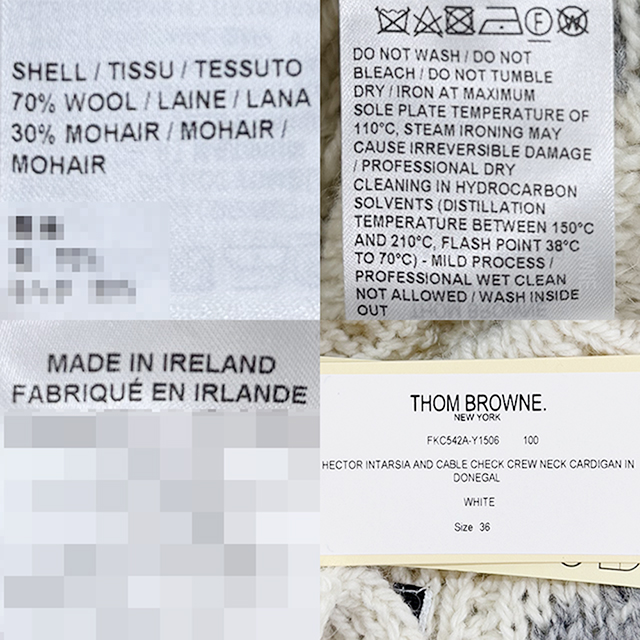 SHELL / TISSU / TESSUTO
70% WOOL / LAINE / LANA
30% MOHAIR / MOHAIR /
MOHAIR
DO NOT WASH / DO NOT
BLEACH / DO NOT TUMBLE
DRY / IRON AT MAXIMUM
SOLE PLATE TEMPERATURE OF
110°C, STEAM IRONING MAY
CAUSE IRREVERSIBLE DAMAGE
/ PROFESSIONAL DRY
CLEANING IN HYDROCARBON
SOLVENTS (DISTILLATION
TEMPERATURE BETWEEN 150°C
AND 210°C, FLASH POINT 38°C
TO 70°C) - MILD PROCESS /
PROFESSIONAL WET CLEAN
NOT ALLOWED / WASH INSIDE
OUT
MADE IN IRELAND
FABRIQUÉ EN IRLANDE
THOM BROWNE.
NEW YORK
FKC542A-Y1506 100
HECTOR INTARSIA AND CABLE CHECK CREW NECK CARDIGAN IN
DONEGAL
WHITE
Size 36